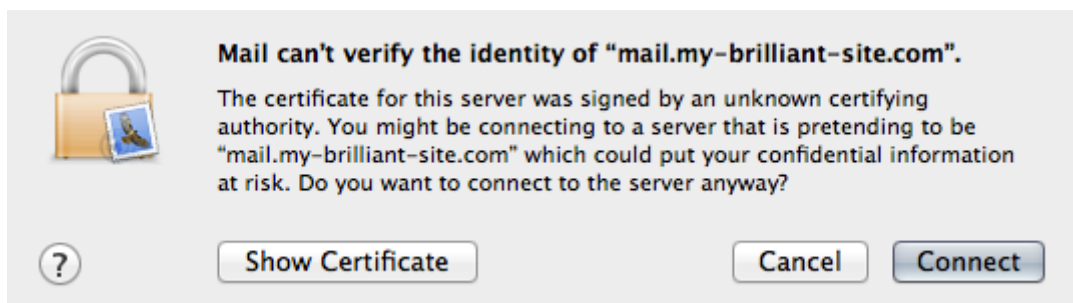 Mail can't verify the identity of “mail.my-brilliant-site.com”.
The certificate for this server was signed by an unknown certifying
authority. You might be connecting to a server that is pretending to be
“mail.my-brilliant-site.com” which could put your confidential information
at risk. Do you want to connect to the server anyway?
?
Show Certificate
Cancel
Connect